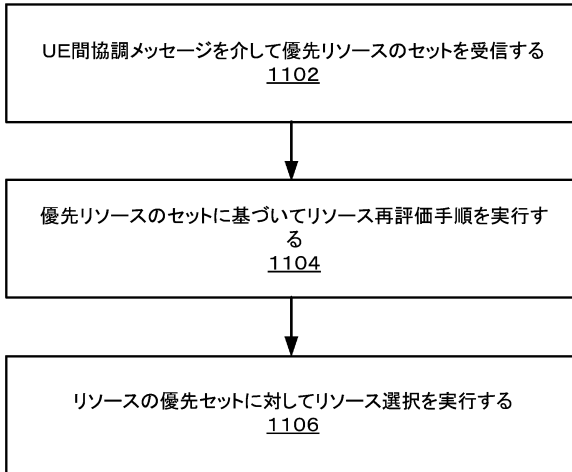 UE間協調メッセージを介して優先リソースのセットを受信する
1102
優先リソースのセットに基づいてリソース再評価手順を実行す
る
1104
リソースの優先セットに対してリソース選択を実行する
1106